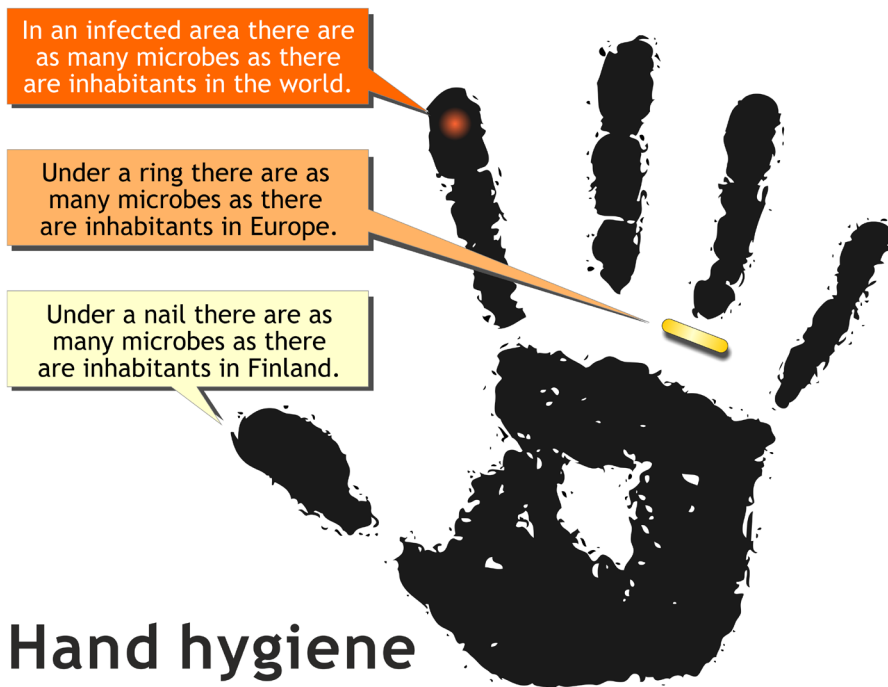 In an infected area there are
as many microbes as there
are inhabitants in the world.
Under a ring there are as
many microbes as there
are inhabitants in Europe.
Under a nail there are as
many microbes as there
are inhabitants in Finland.
Hand hygiene